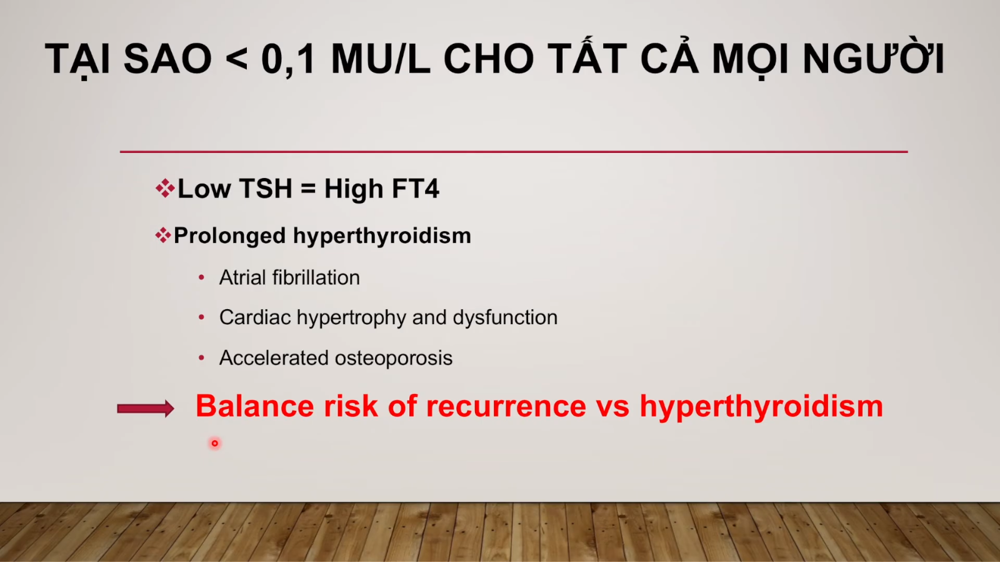 TẠI SAO < 0,1 MU/L CHO TẤT CẢ MỌI NGƯỜI
Low TSH = High FT4
Prolonged hyperthyroidism
• Atrial fibrillation
• Cardiac hypertrophy and dysfunction
• Accelerated osteoporosis
Balance risk of recurrence vs hyperthyroidism